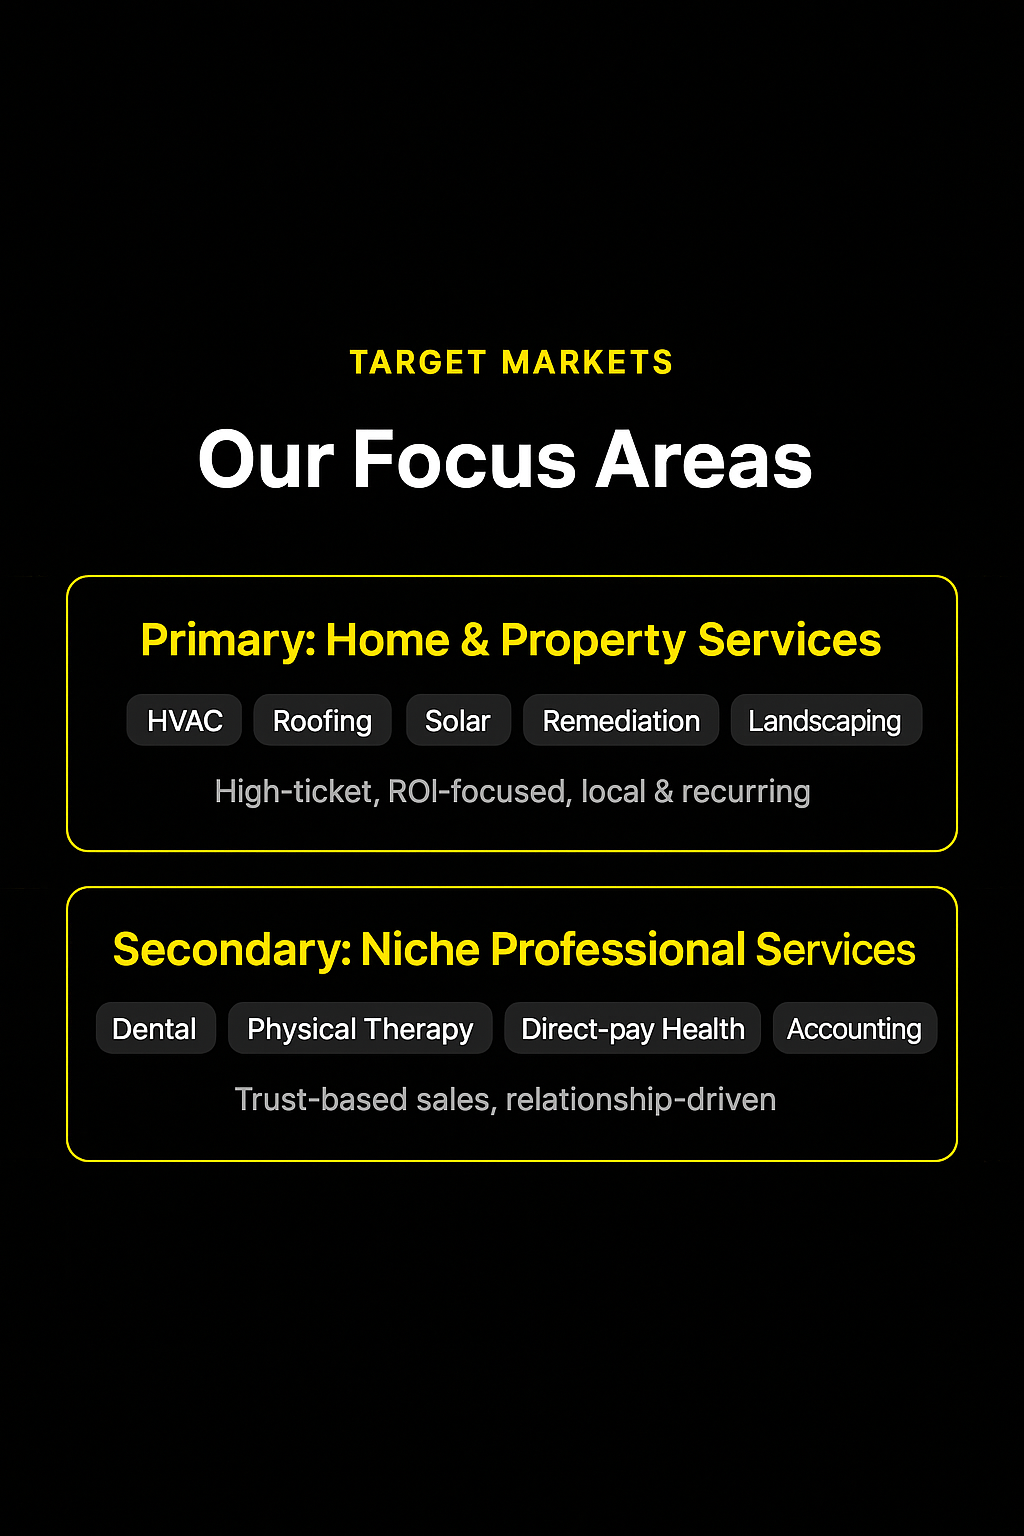 TARGET MARKETS
Our Focus Areas
Primary: Home & Property Services
HVAC Roofing Solar Remediation Landscaping
High-ticket, ROI-focused, local & recurring
Secondary: Niche Professional Services
Dental Physical Therapy Direct-pay Health Accounting
Trust-based sales, relationship-driven